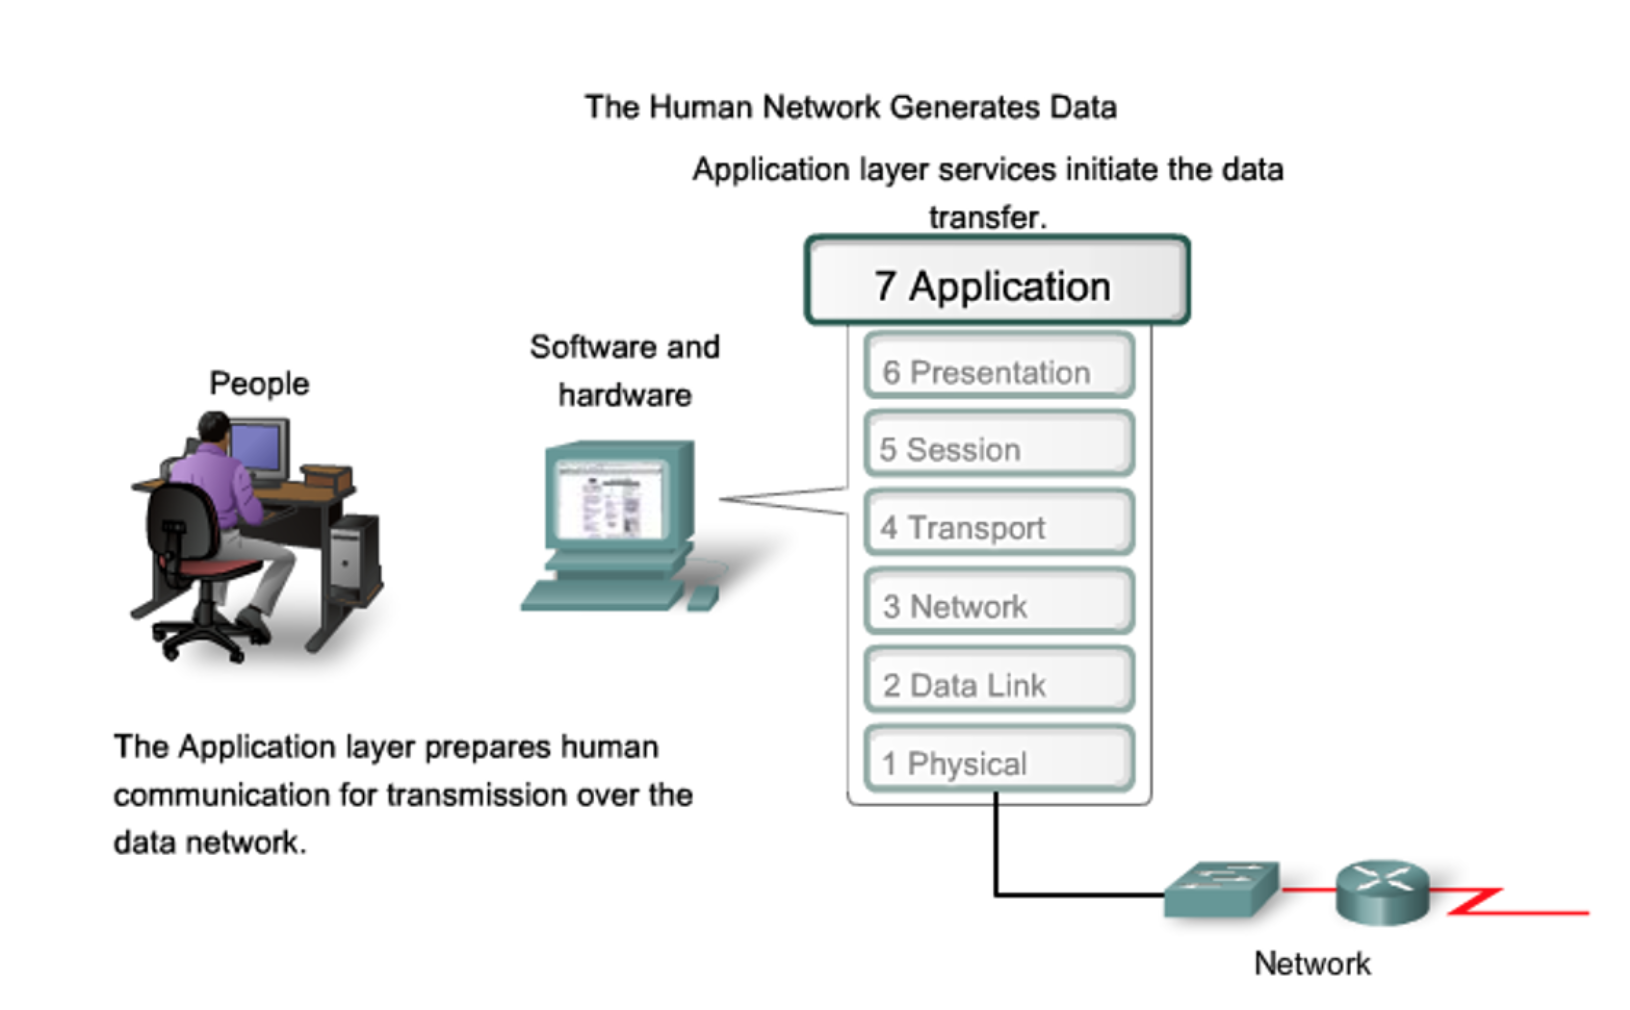 The Human Network Generates Data
Application layer services initiate the data
transfer.
7 Application
6 Presentation
5 Session
4 Transport
3 Network
2 Data Link
1 Physical
Software and
hardware
People
The Application layer prepares human
communication for transmission over the
data network.
Network